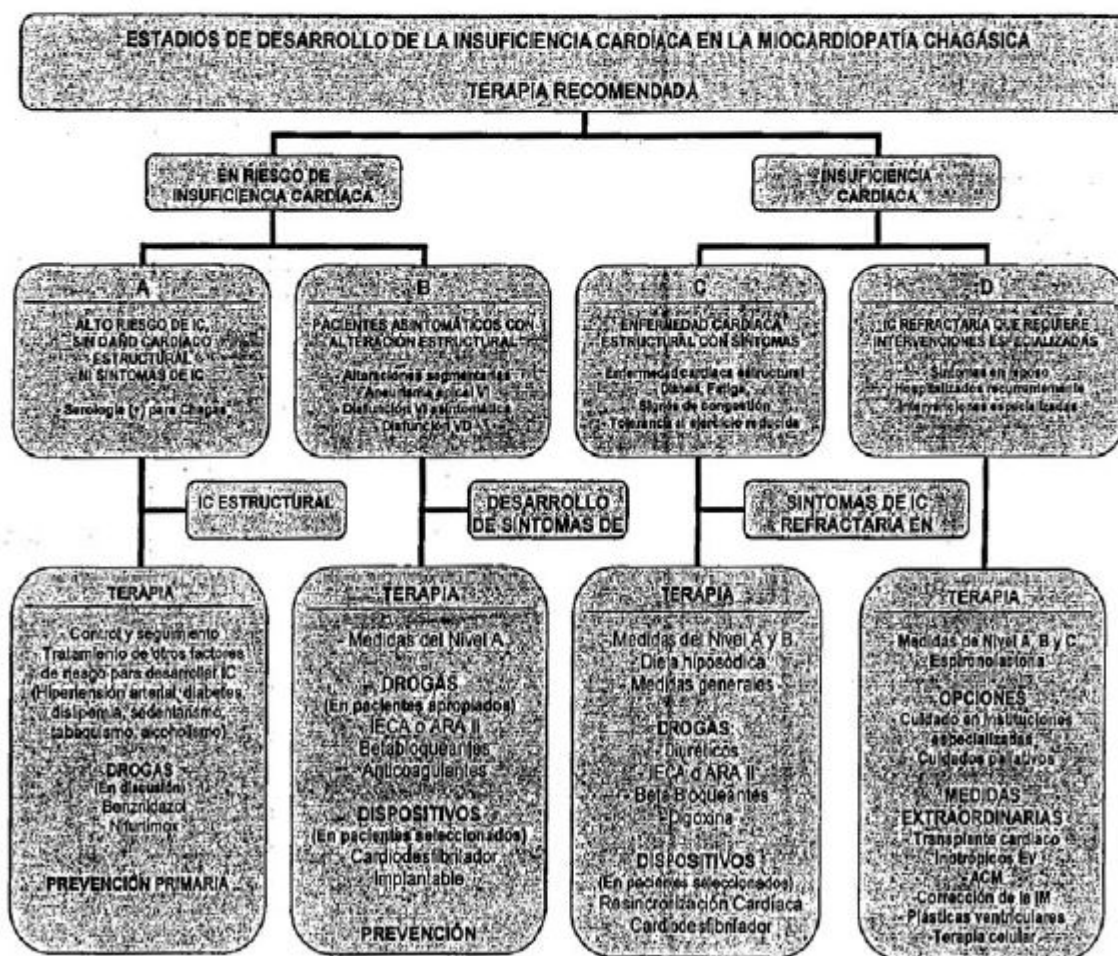 ESTADIOS DE DESARROLLO DE LA INSUFICIENCIA CARDÍACA EN LA MIOCARDIOPATÍA CHAGÁSICA
TERAPIA RECOMENDADA
EN RIESGO DE
INSUFICIENCIA CARDÍACA
INSUFICIENCIA
CARDÍACA
A
ALTO RIESGO DE IC,
SIN DAÑO CARDÍACO
ESTRUCTURAL
NI SÍNTOMAS DE IC
- Serología (+) para Chagas
B
PACIENTES ASINTOMÁTICOS CON
ALTERACIÓN ESTRUCTURAL
- Alteraciones segmentarias
- Aneurisma apical VI
- Disfunción VI asintomática
- Disfunción VD
C
ENFERMEDAD CARDÍACA
ESTRUCTURAL CON SÍNTOMAS
- Enfermedad cardíaca estructural
- Disnea, Fatiga
- Signos de congestión
- Tolerancia al ejercicio reducida
D
IC REFRACTARIA QUE REQUIERE
INTERVENCIONES ESPECIALIZADAS
- Síntomas en reposo
- Hospitalizados recurrentemente
- Intervenciones especializadas
IC ESTRUCTURAL
DESARROLLO
DE SÍNTOMAS DE
SINTOMAS DE IC
REFRACTARIA EN
TERAPIA
- Control y seguimiento
- Tratamiento de otros factores
de riesgo para desarrollar IC
(Hipertensión arterial, diabetes,
dislipemia, sedentarismo,
tabaquismo, alcoholismo)
DROGAS
(En discusión)
- Benznidazol
- Nifurtimox
PREVENCIÓN PRIMARIA
TERAPIA
- Medidas del Nivel A
DROGAS
(En pacientes apropiados)
- IECA o ARA II
- Betabloqueantes
- Anticoagulantes
DISPOSITIVOS
(En pacientes seleccionados)
- Cardiodesfibrilador
Implantable
PREVENCIÓN
TERAPIA
- Medidas del Nivel A y B
- Dieta hiposódica
- Medidas generales
DROGAS
- Diuréticos
- IECA o ARA II
- Beta Bloqueantes
- Digoxina
DISPOSITIVOS
(En pacientes seleccionados)
- Resincronización Cardíaca
- Cardiodesfibrilador
TERAPIA
- Medidas de Nivel A, B y C
- Espironolactona
OPCIONES
- Cuidado en instituciones
especializadas
- Cuidados paliativos
MEDIDAS
EXTRAORDINARIAS
- Transplante cardíaco
- Inotrópicos EV
- ACM
- Corrección de la IM
- Plásticas ventriculares
- Terapia celular